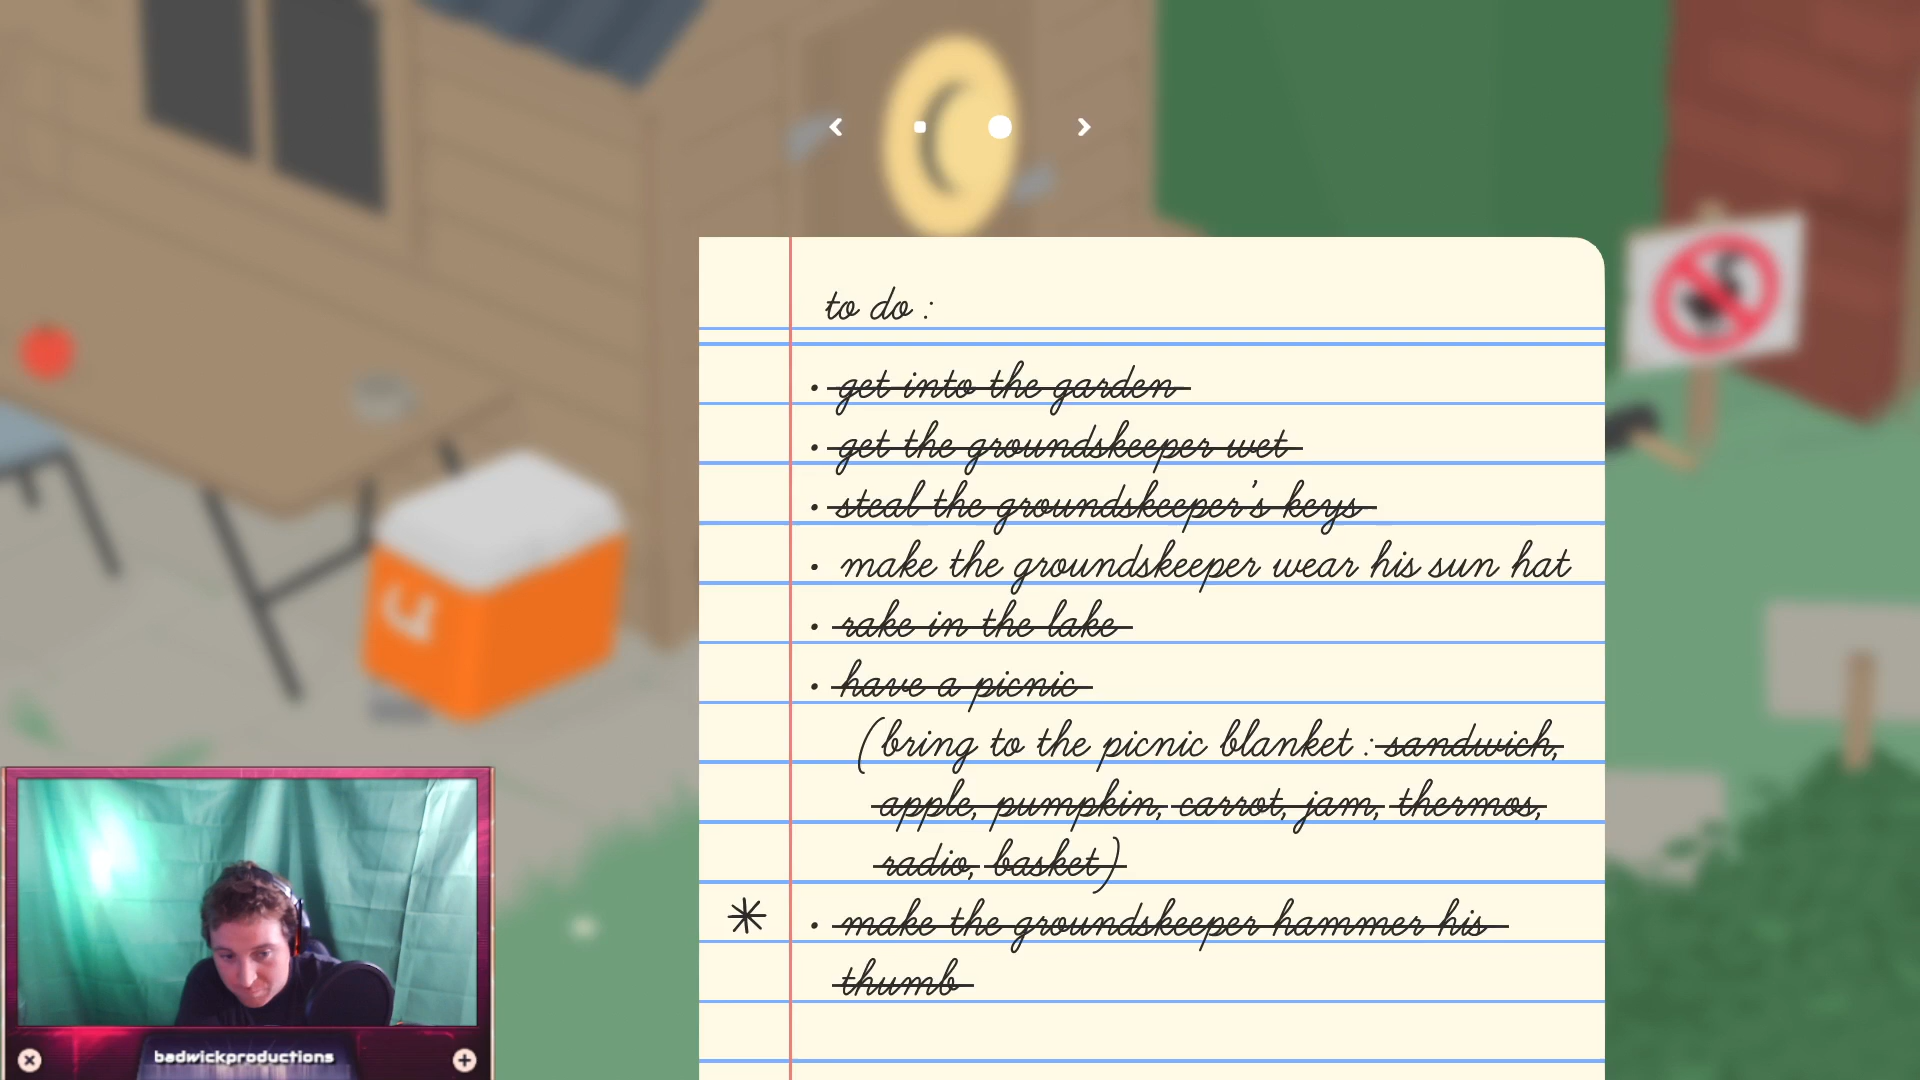 to do :
• get into the garden
• get the groundskeeper wet
• steal the groundskeeper's keys
• make the groundskeeper wear his sun hat
• rake in the lake
• have a picnic
(bring to the picnic blanket : sandwich,
apple, pumpkin, carrot, jam, thermos,
radio, basket)
• make the groundskeeper hammer his
thumb
badwickproductions